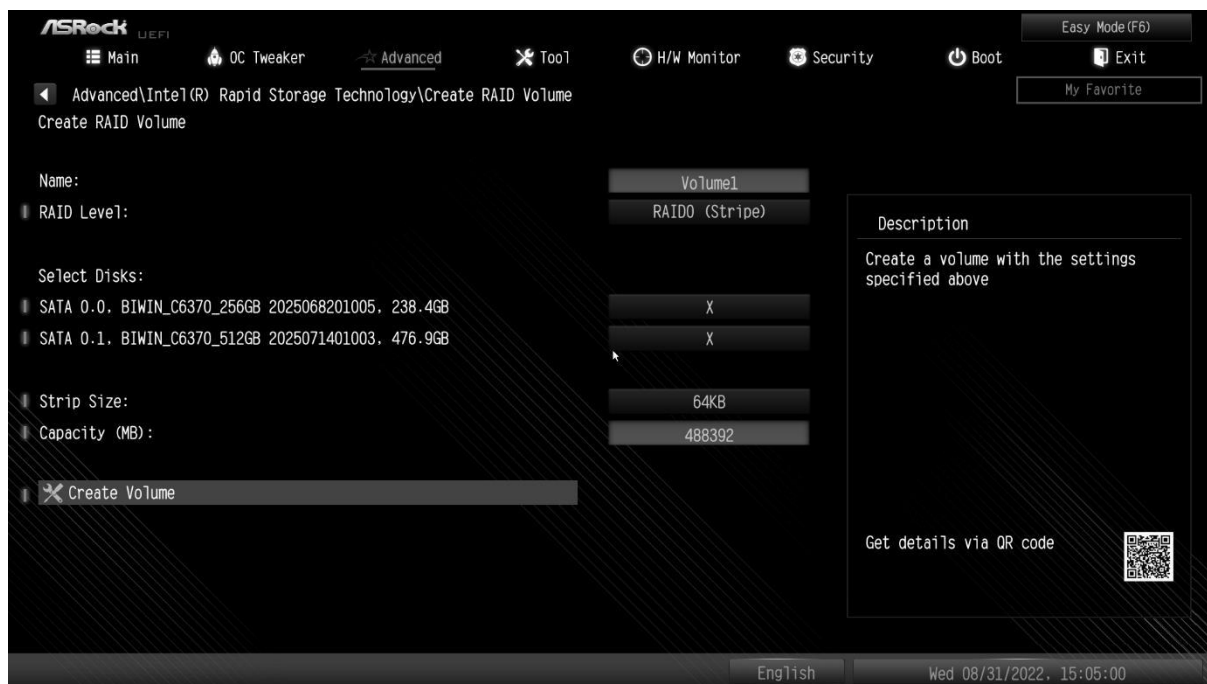 ASRock UEFI
Easy Mode(F6)
Main OC Tweaker Advanced Tool H/W Monitor Security Boot Exit
Advanced\Intel(R) Rapid Storage Technology\Create RAID Volume
My Favorite
Create RAID Volume
Name: Volume1
RAID Level: RAID0 (Stripe)
Description
Create a volume with the settings
specified above
Select Disks:
SATA 0.0, BIWIN_C6370_256GB 2025068201005, 238.4GB X
SATA 0.1, BIWIN_C6370_512GB 2025071401003, 476.9GB X
Strip Size: 64KB
Capacity (MB): 488392
Create Volume
Get details via QR code
English Wed 08/31/2022, 15:05:00